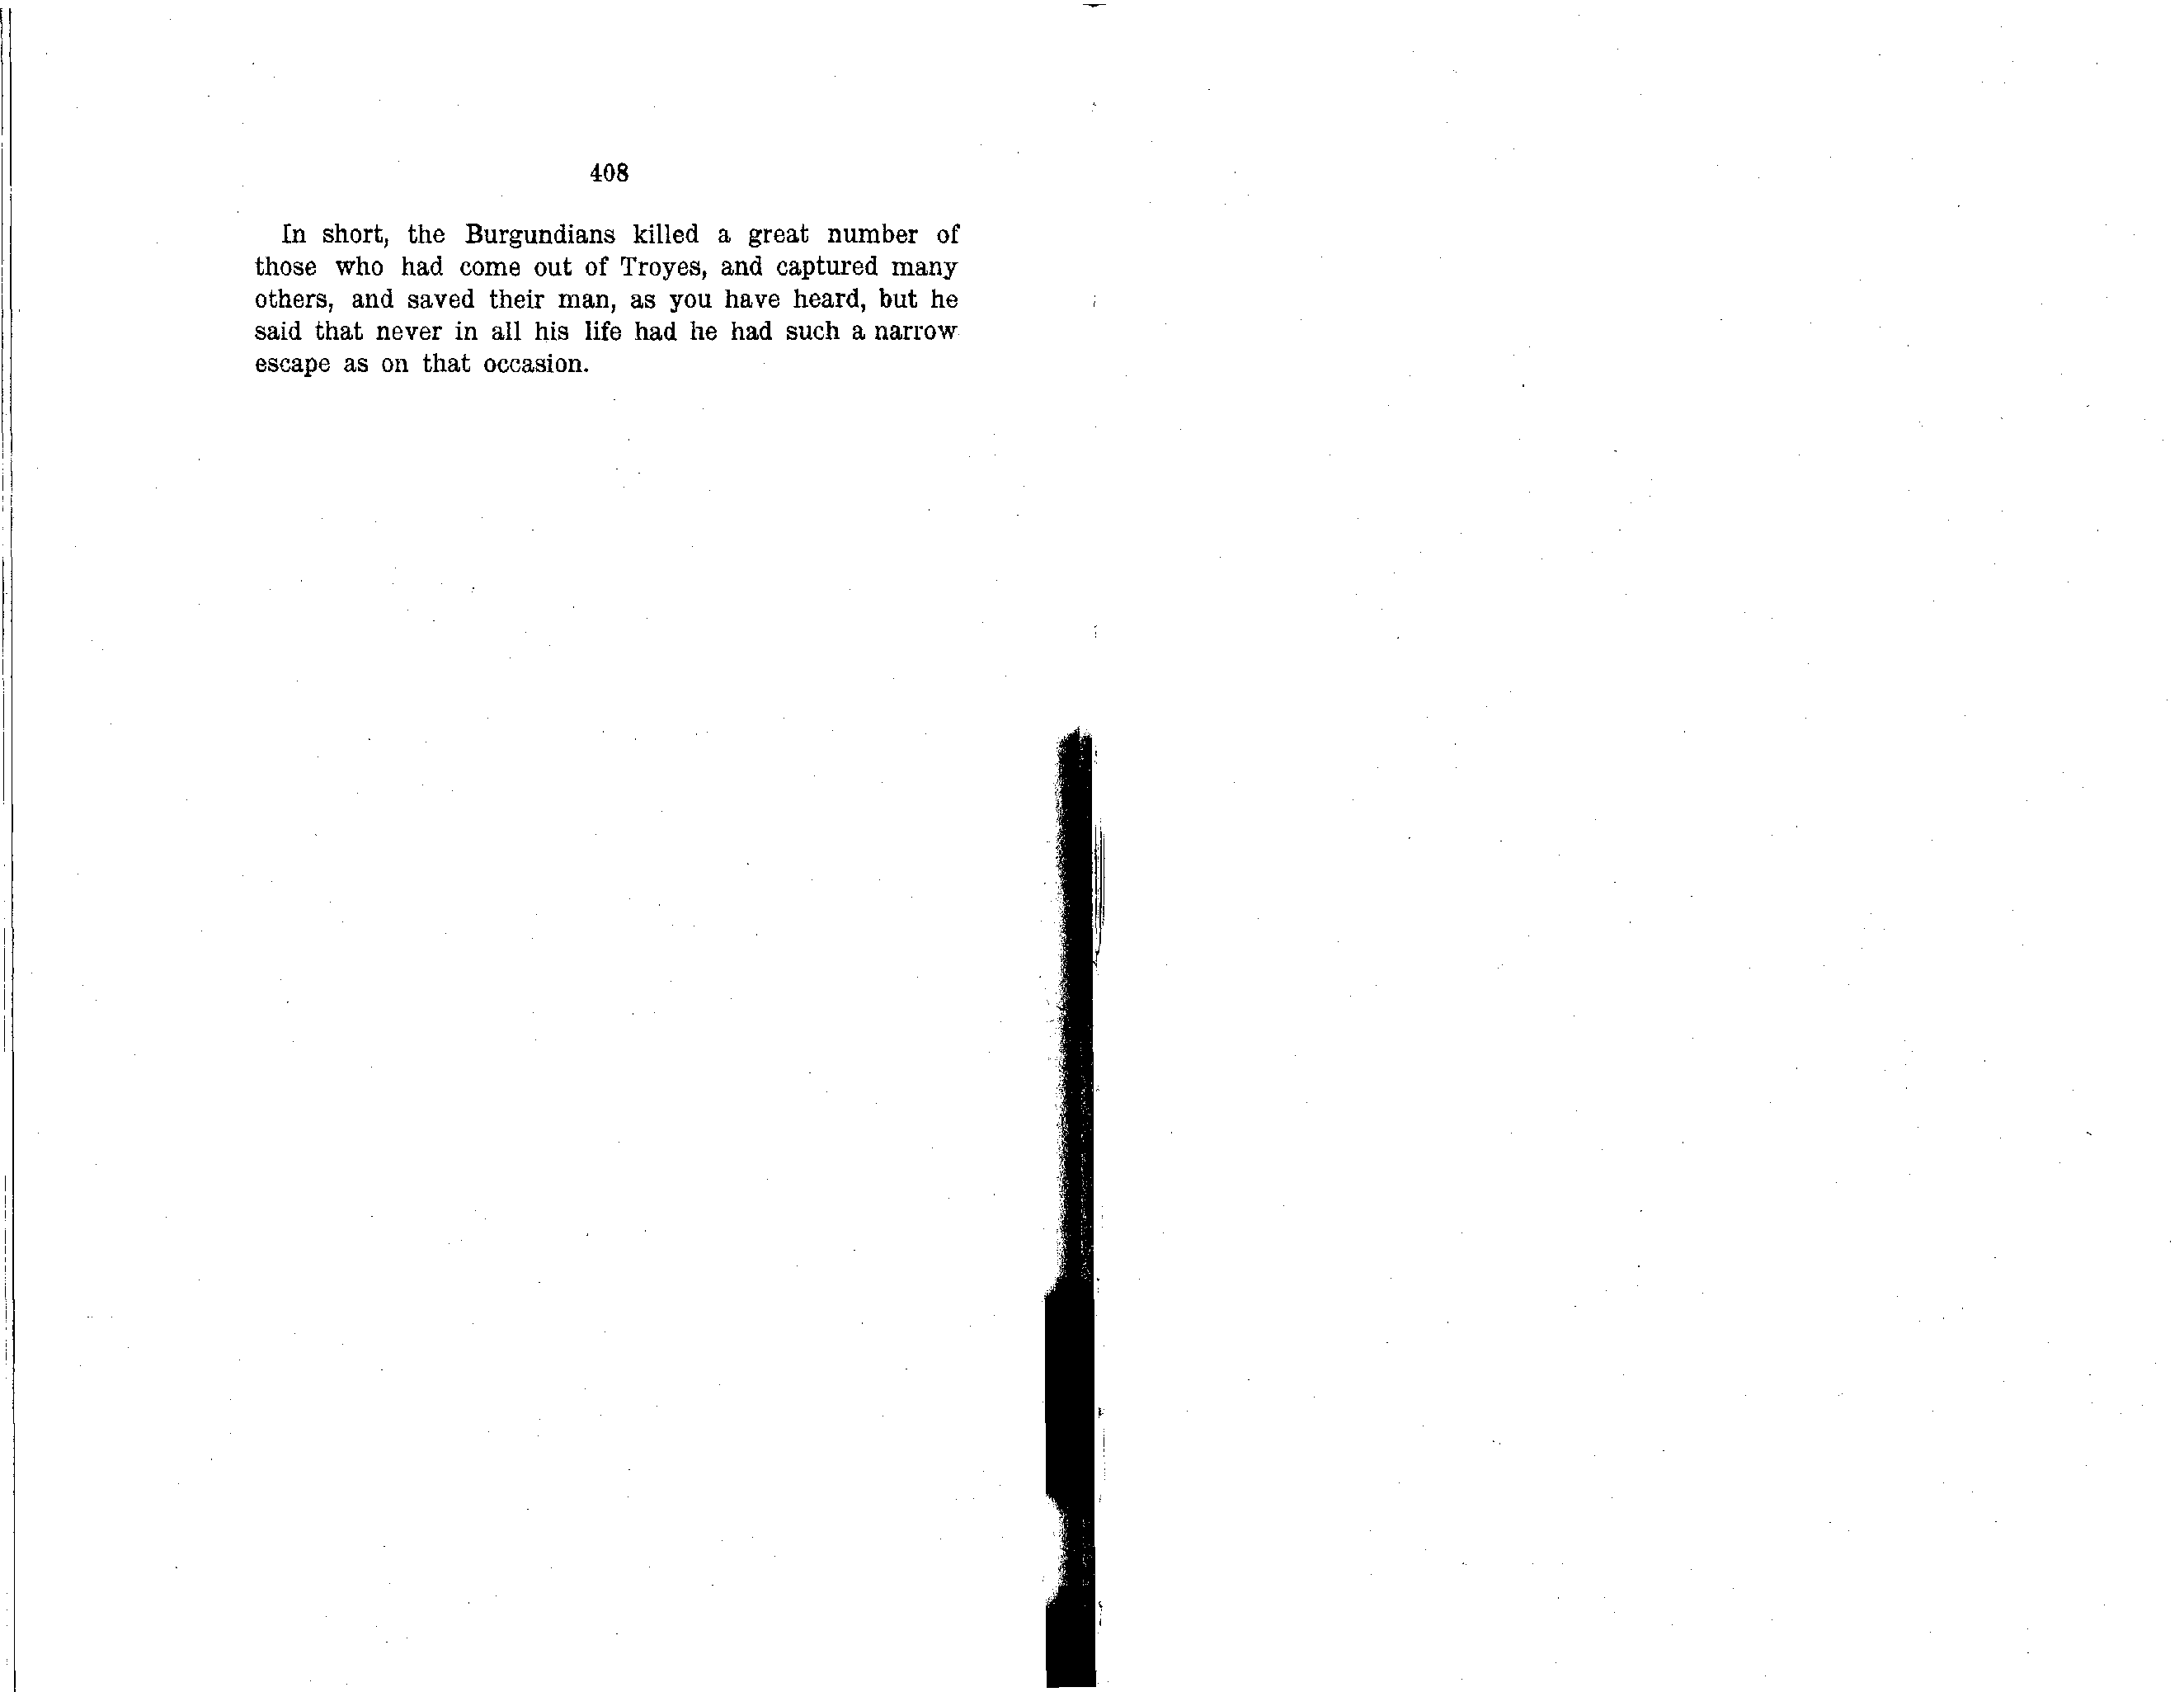 408
In short, the Burgundians killed a great number of
those who had come out of Troyes, and captured many
others, and saved their man, as you have heard, but he
said that never in all his life had he had such a narrow
escape as on that occasion.